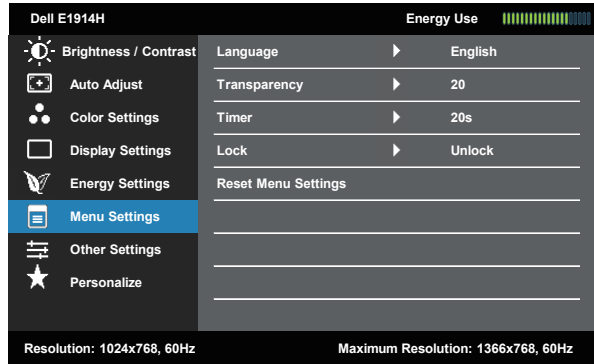 Dell E1914H Energy Use
Brightness / Contrast Language English
Auto Adjust Transparency 20
Color Settings Timer 20s
Display Settings Lock Unlock
Energy Settings Reset Menu Settings
Menu Settings
Other Settings
Personalize
Resolution: 1024x768, 60Hz Maximum Resolution: 1366x768, 60Hz